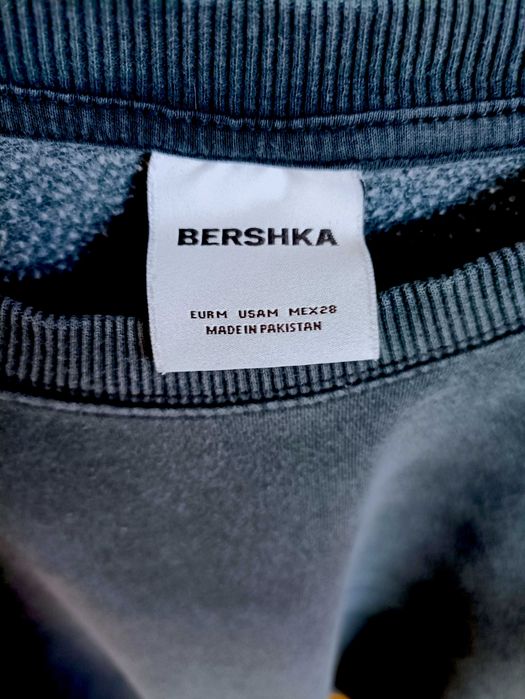 BERSHKA
EUR M USA M MEX 28
MADE IN PAKISTAN